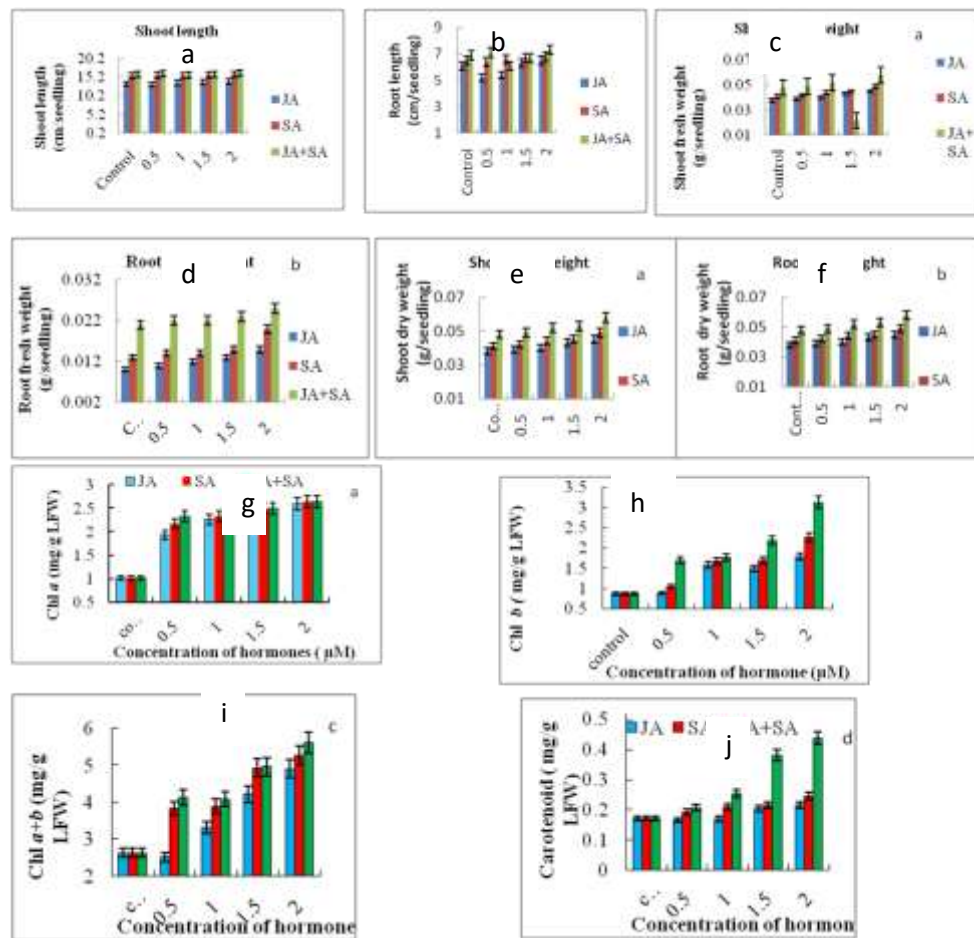 Shoot length
a
Shoot length
(cm/seedling)
20.2
15.2
10.2
5.2
0.2
Control
0.5
1
1.5
2
JA
SA
JA+SA
b
Root length
(cm/seedling)
9
7
5
3
1
Control
0.5
1
1.5
2
JA
SA
JA+SA
c
a
Shoot fresh weight
(g/seedling)
0.05
0.03
0.01
Control
0.5
1
1.5
2
JA
SA
JA+
SA
Root
d
b
Root fresh weight
(g/seedling)
0.032
0.022
0.012
0.002
C..
0.5
1
1.5
2
JA
SA
JA+SA
e
weight
a
Shoot dry weight
(g/seedling)
0.07
0.05
0.03
0.01
Co...
0.5
1
1.5
2
JA
SA
f
b
Root dry weight
(g/seedling)
0.07
0.05
0.03
0.01
Cont...
0.5
1
1.5
2
JA
SA
JA
SA
+SA
g
a
Chl a (mg g LFW)
3
2.5
2
1.5
1
0.5
co..
0.5
1
1.5
2
Concentration of hormones ( µM)
h
Chl b ( mg/g LFW)
3.5
2.5
1.5
1
0.5
control
0.5
1
1.5
2
Concentration of hormone (µM)
i
c
Chl a+b (mg g
LFW)
6
5
4
3
2
c..
0.5
1
1.5
2
Concentration of hormone
JA
+SA
j
d
Carotenoid ( mg/g
LFW)
0.5
0.4
0.3
0.2
0.1
0
c..
0.5
1
1.5
2
Concentration of hormon